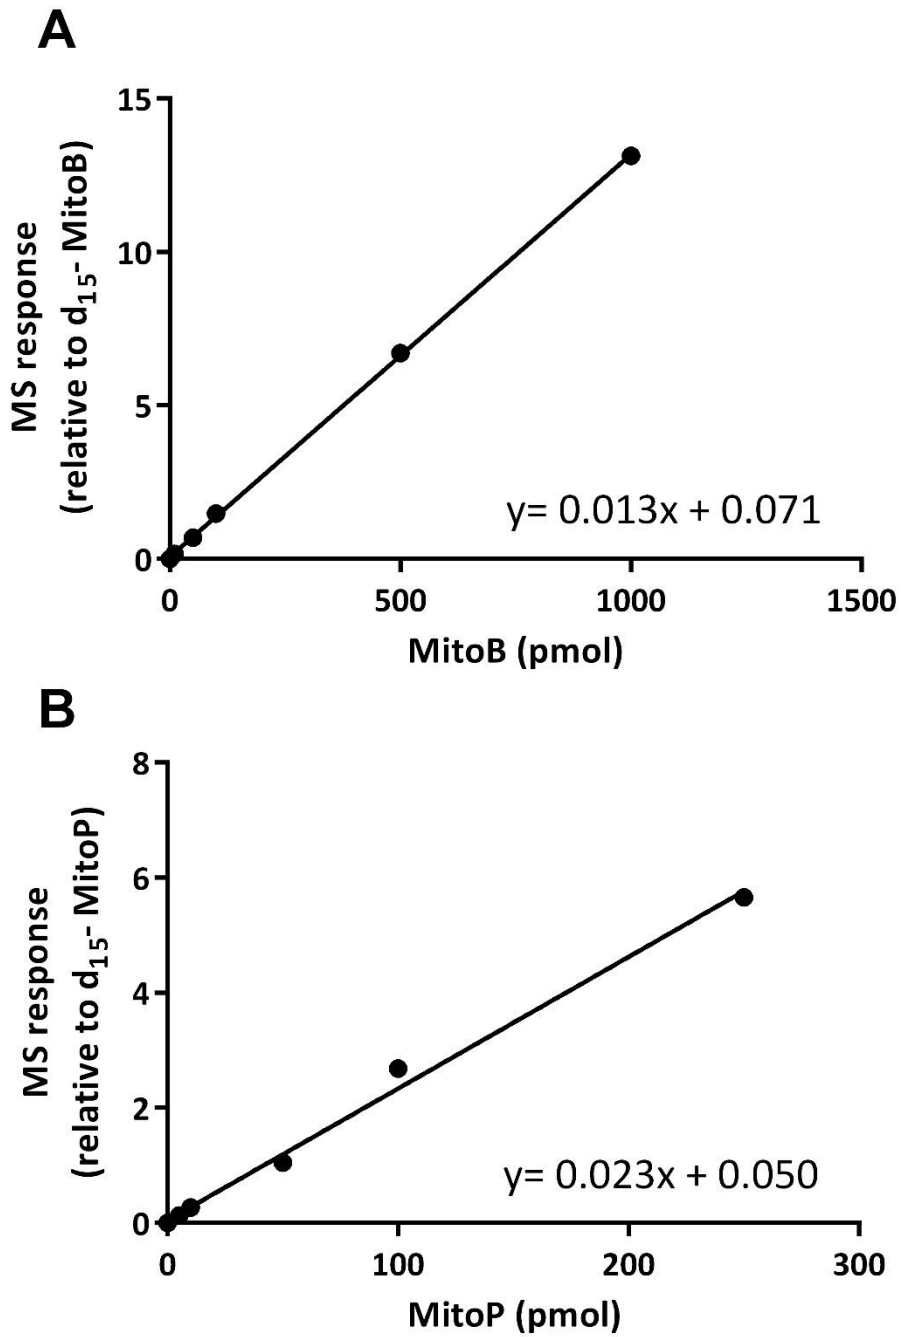 A
15
10
5
0
MS response
(relative to d15- MitoB)
y= 0.013x + 0.071
0 500 1000 1500
MitoB (pmol)
B
8
6
4
2
0
MS response
(relative to d15- MitoP)
y= 0.023x + 0.050
0 100 200 300
MitoP (pmol)